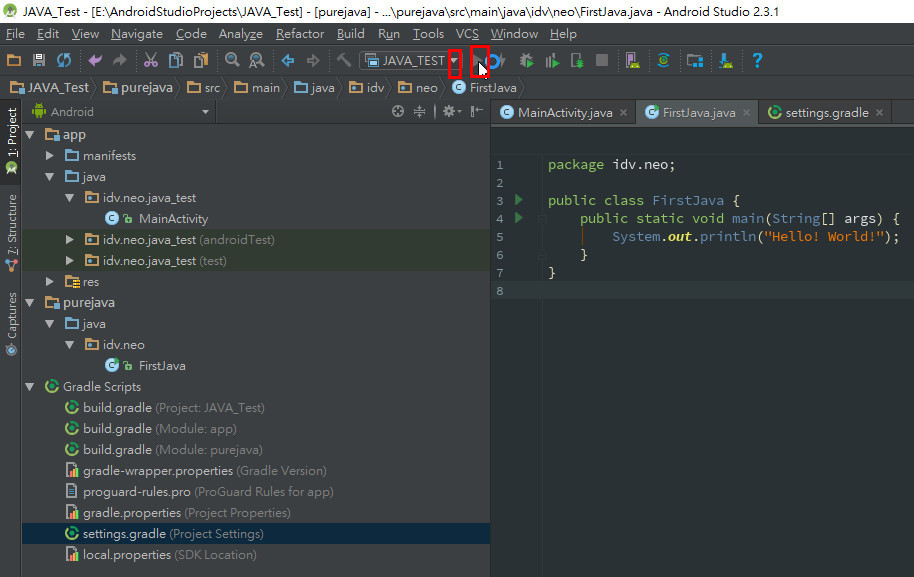 JAVA_Test - [E:\AndroidStudioProjects\JAVA_Test] - [purejava] - ...\purejava\src\main\java\idv\neo\FirstJava.java - Android Studio 2.3.1
File Edit View Navigate Code Analyze Refactor Build Run Tools VCS Window Help
JAVA_TEST
JAVA_Test purejava src main java idv neo FirstJava
1: Project
7: Structure
Captures
Android
app
manifests
java
idv.neo.java_test
MainActivity
idv.neo.java_test (androidTest)
idv.neo.java_test (test)
res
purejava
java
idv.neo
FirstJava
Gradle Scripts
build.gradle (Project: JAVA_Test)
build.gradle (Module: app)
build.gradle (Module: purejava)
gradle-wrapper.properties (Gradle Version)
proguard-rules.pro (ProGuard Rules for app)
gradle.properties (Project Properties)
settings.gradle (Project Settings)
local.properties (SDK Location)
MainActivity.java FirstJava.java settings.gradle
1 package idv.neo;
2
3 public class FirstJava {
4 public static void main(String[] args) {
5 System.out.println("Hello! World!");
6 }
7 }
8